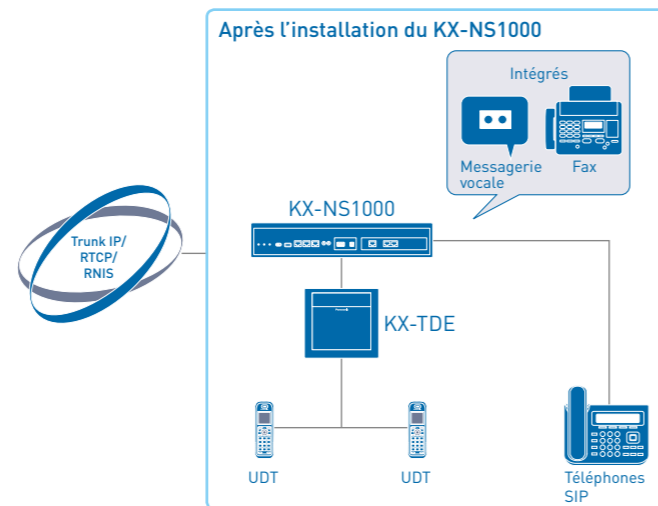 Après l'installation du KX-NS1000
Intégrés
Messagerie
vocale
Fax
KX-NS1000
Trunk IP/
RTCP/
RNIS
KX-TDE
UDT
UDT
Téléphones
SIP